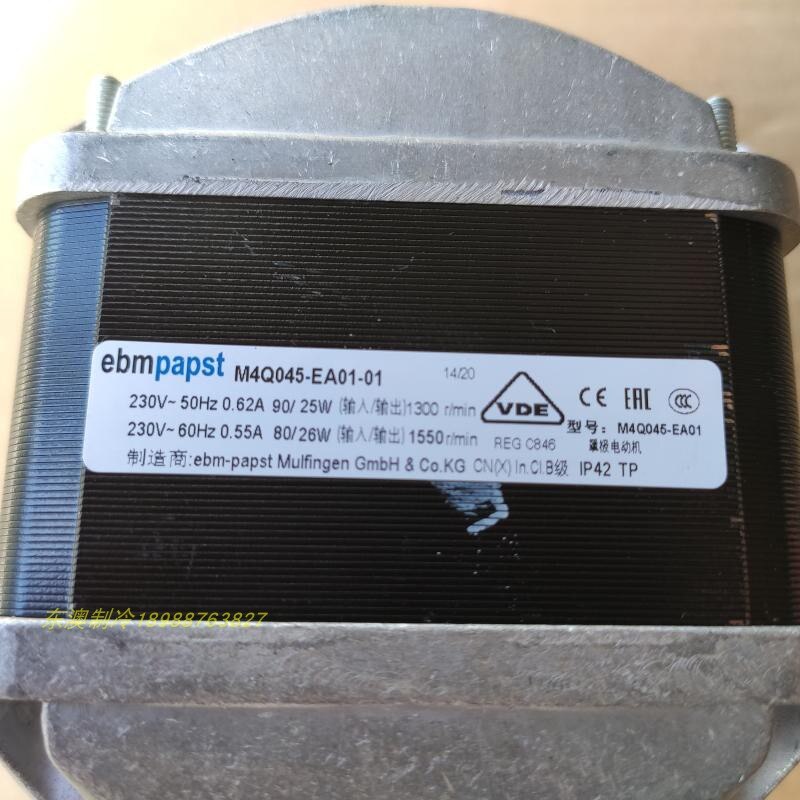 ebmpapst M4Q045-EA01-01 14/20
230V~50Hz 0.62A 90/25W (输入/输出) 1300 r/min
230V~60Hz 0.55A 80/26W (输入/输出) 1550 r/min
制造商:ebm-papst Mulfingen GmbH & Co.KG CN(X) In.Cl.B级 IP42 TP
VDE
REG C846
CE EAC CCC
型号: M4Q045-EA01
罩极电动机
东澳制冷18988763827